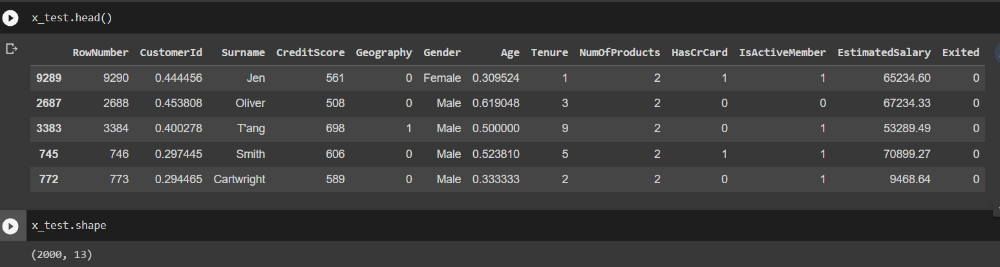 x_test.head()
RowNumber CustomerId Surname CreditScore Geography Gender Age Tenure NumOfProducts HasCrCard IsActiveMember EstimatedSalary Exited
9289 9290 0.444456 Jen 561 0 Female 0.309524 1 2 1 1 65234.60 0
2687 2688 0.453808 Oliver 508 0 Male 0.619048 3 2 0 0 67234.33 0
3383 3384 0.400278 T'ang 698 1 Male 0.500000 9 2 0 1 53289.49 0
745 746 0.297445 Smith 606 0 Male 0.523810 5 2 1 1 70899.27 0
772 773 0.294465 Cartwright 589 0 Male 0.333333 2 2 0 1 9468.64 0
x_test.shape
(2000, 13)